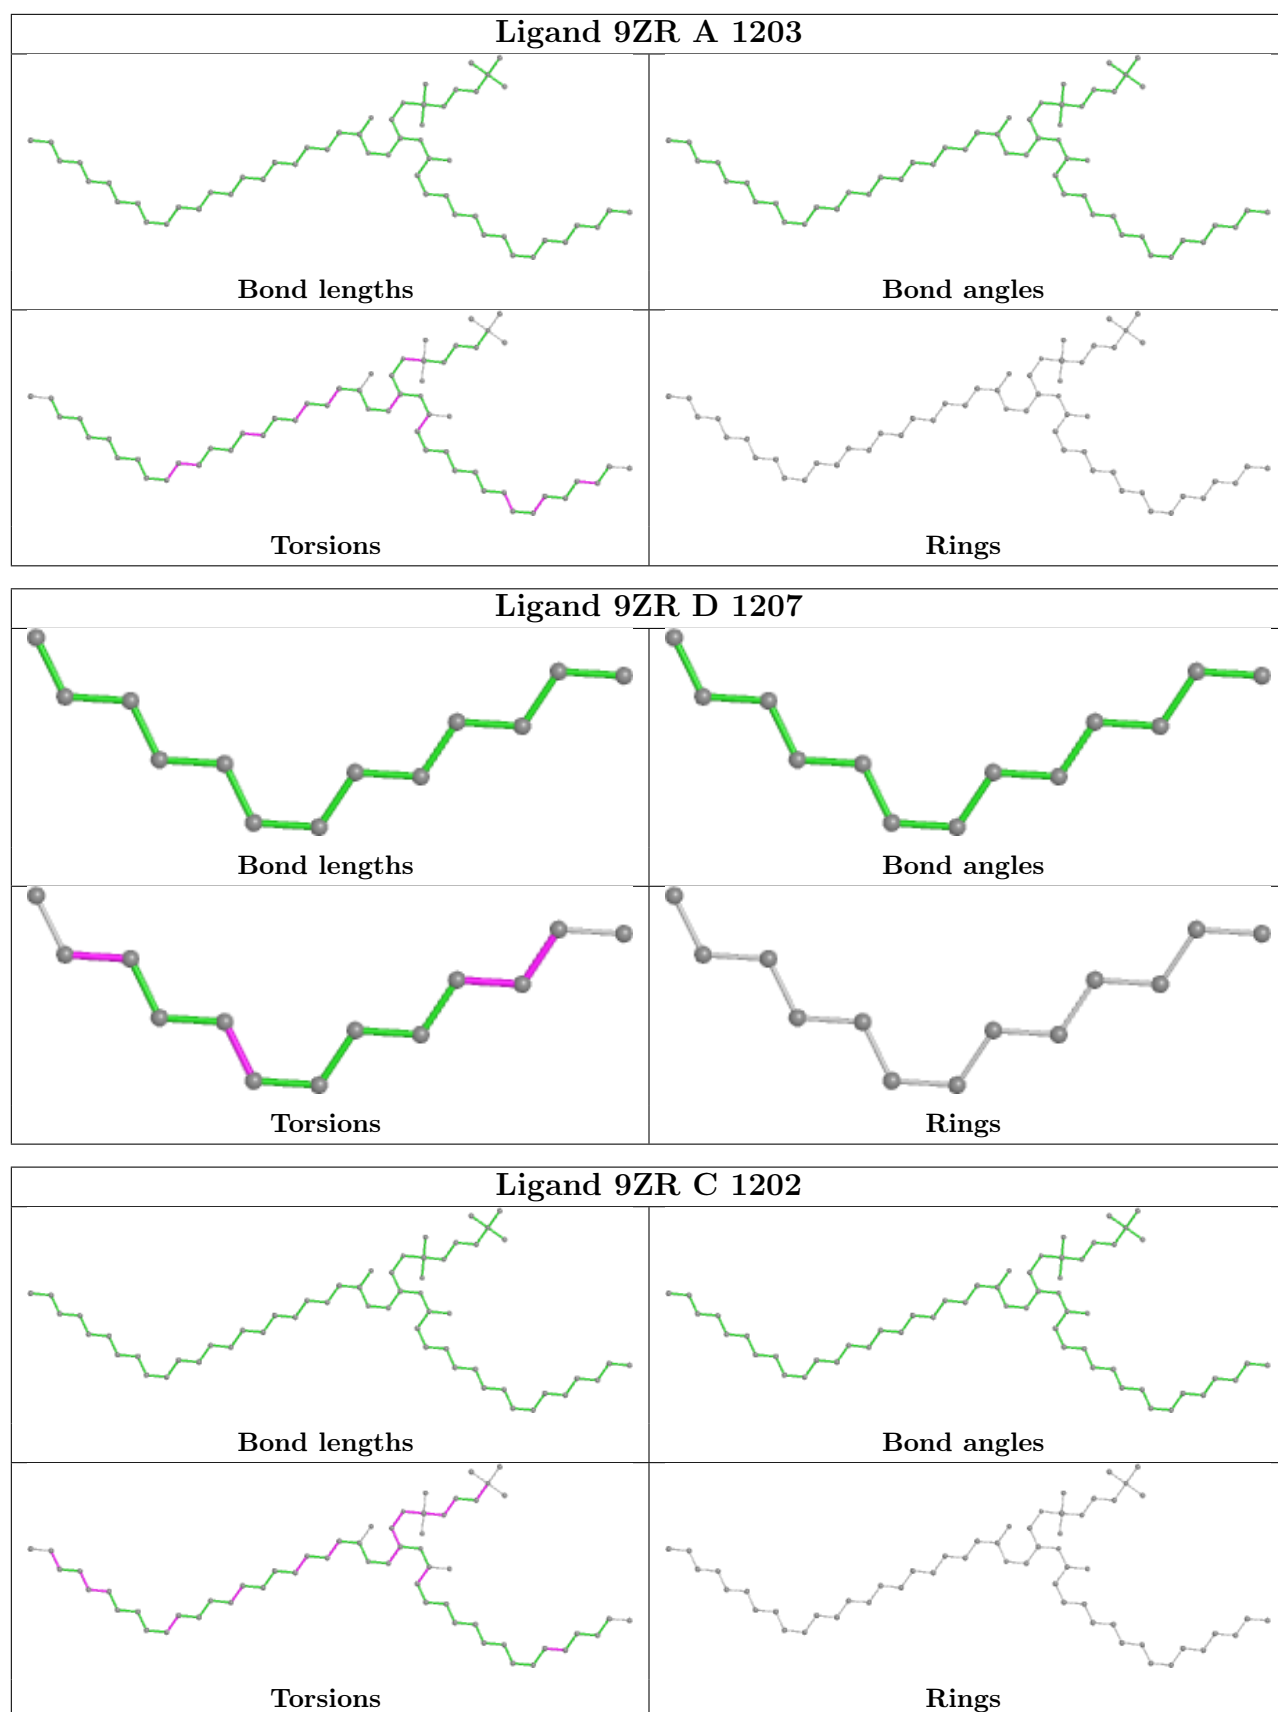 Ligand 9ZR A 1203
Bond lengths
Bond angles
Torsions
Rings
Ligand 9ZR D 1207
Bond lengths
Bond angles
Torsions
Rings
Ligand 9ZR C 1202
Bond lengths
Bond angles
Torsions
Rings